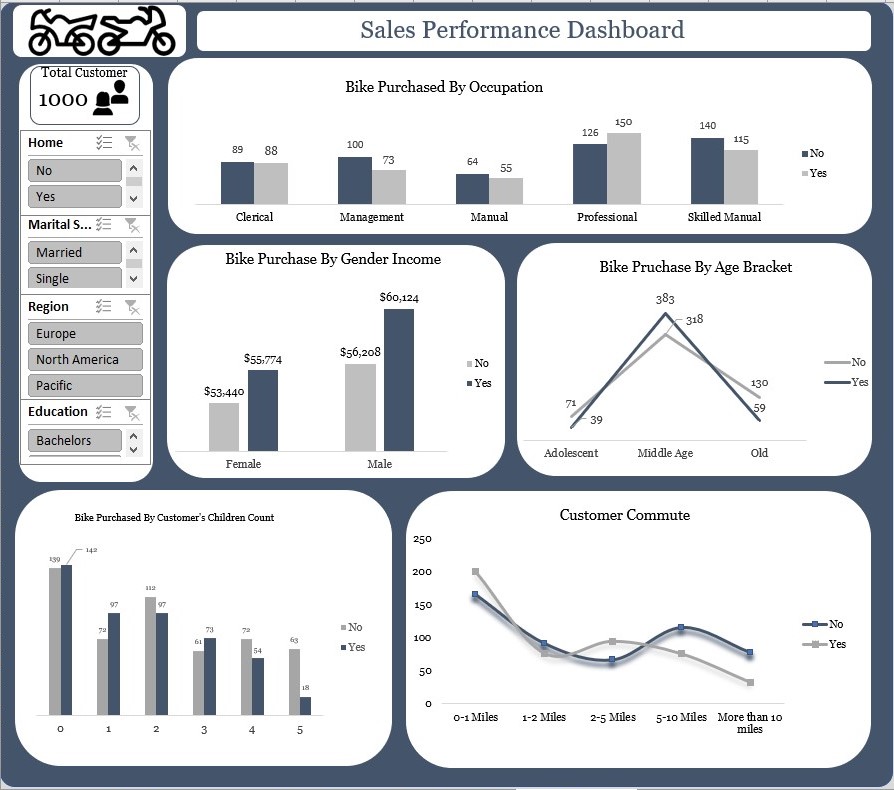 Sales Performance Dashboard
Total Customer
1000
Home
No
Yes
Marital S...
Married
Single
Region
Europe
North America
Pacific
Education
Bachelors
Bike Purchased By Occupation
89 88 100 73 64 55 126 150 140 115
Clerical Management Manual Professional Skilled Manual
No
Yes
Bike Purchase By Gender Income
$53,440 $55,774 $56,208 $60,124
Female Male
No
Yes
Bike Pruchase By Age Bracket
383
318
71
39
130
59
Adolescent Middle Age Old
No
Yes
Bike Purchased By Customer's Children Count
139 142 72 97 112 97 61 73 72 54 63 18
0 1 2 3 4 5
No
Yes
Customer Commute
250
200
150
100
50
0
0-1 Miles 1-2 Miles 2-5 Miles 5-10 Miles More than 10
miles
No
Yes